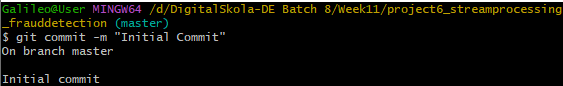 Galileo@User MINGW64 /d/DigitalSkola-DE Batch 8/Week11/project6_streamprocessing
_frauddetection (master)
$ git commit -m "Initial Commit"
On branch master
Initial commit